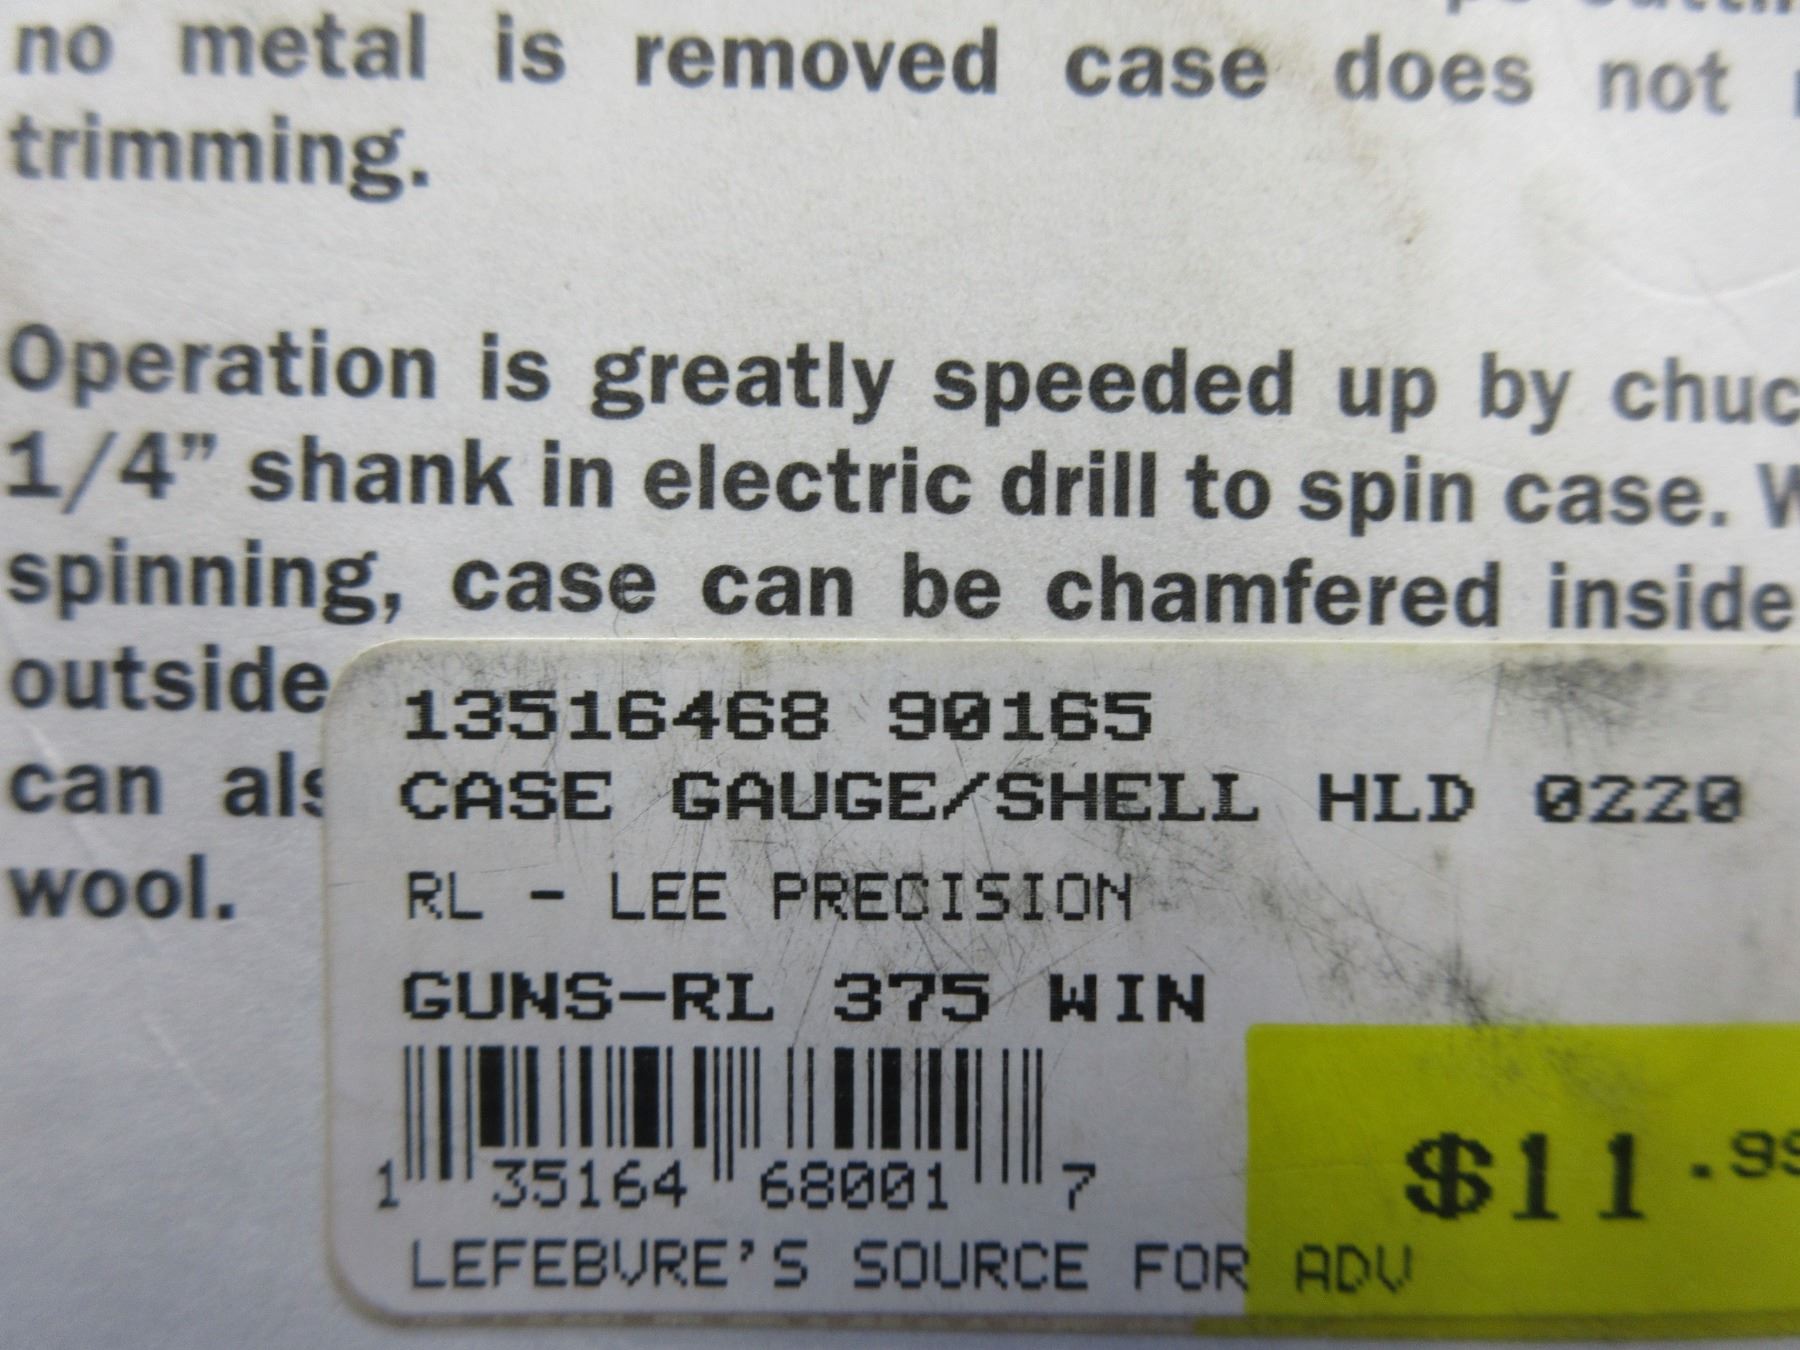 no metal is removed case does not
trimming.
Operation is greatly speeded up by chuc
1/4” shank in electric drill to spin case. W
spinning, case can be chamfered inside
outside
can als
wool.
13516468 90165
CASE GAUGE/SHELL HLD 0220
RL - LEE PRECISION
GUNS-RL 375 WIN
1 35164 68001 7
$11.99
LEFEBVRE'S SOURCE FOR ADV